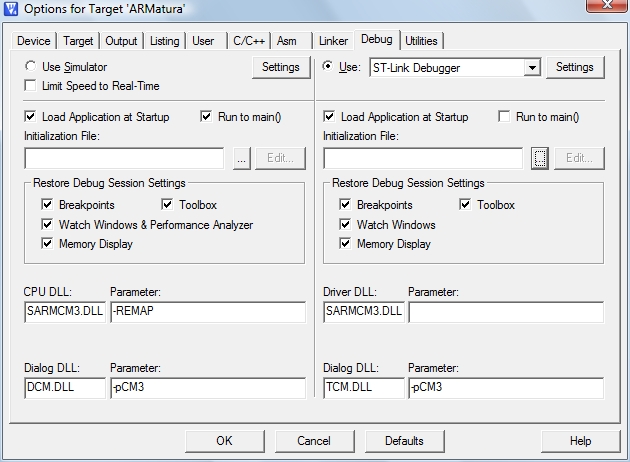 Options for Target 'ARMatura'
Device Target Output Listing User C/C++ Asm Linker Debug Utilities
Use Simulator Settings
Limit Speed to Real-Time
Use: ST-Link Debugger Settings
Load Application at Startup Run to main()
Initialization File:
... Edit...
Load Application at Startup Run to main()
Initialization File:
... Edit...
Restore Debug Session Settings
Breakpoints Toolbox
Watch Windows & Performance Analyzer
Memory Display
Restore Debug Session Settings
Breakpoints Toolbox
Watch Windows
Memory Display
CPU DLL: Parameter:
SARMCM3.DLL -REMAP
Driver DLL: Parameter:
SARMCM3.DLL
Dialog DLL: Parameter:
DCM.DLL -pCM3
Dialog DLL: Parameter:
TCM.DLL -pCM3
OK Cancel Defaults Help